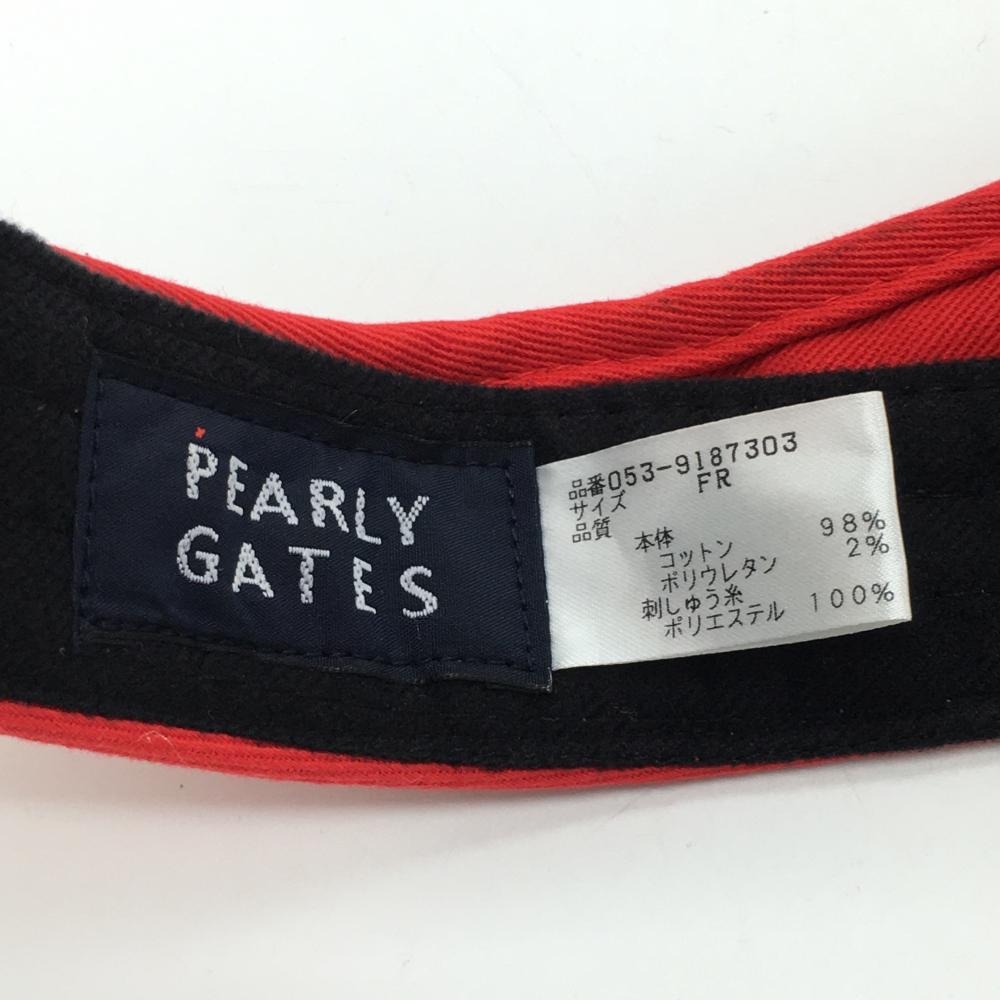 PEARLY
GATES
品番053-9187303
サイズ FR
品質
本体
コットン 98%
ポリウレタン 2%
刺しゅう糸
ポリエステル 100%